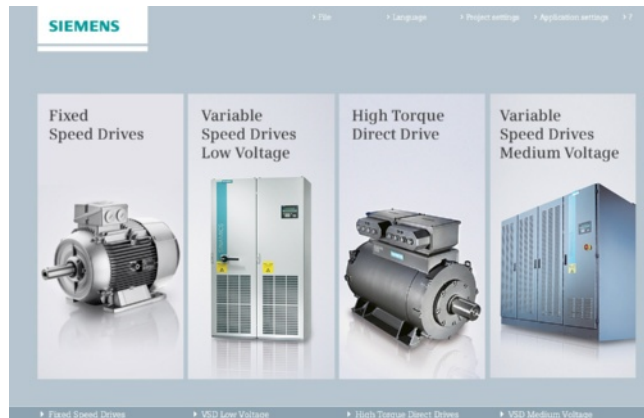 SIEMENS
› File
› Language
› Project settings
› Application settings
› ?
Fixed
Speed Drives
Variable
Speed Drives
Low Voltage
High Torque
Direct Drive
Variable
Speed Drives
Medium Voltage
Fixed Speed Drives
VSD Low Voltage
High Torque Direct Drives
VSD Medium Voltage